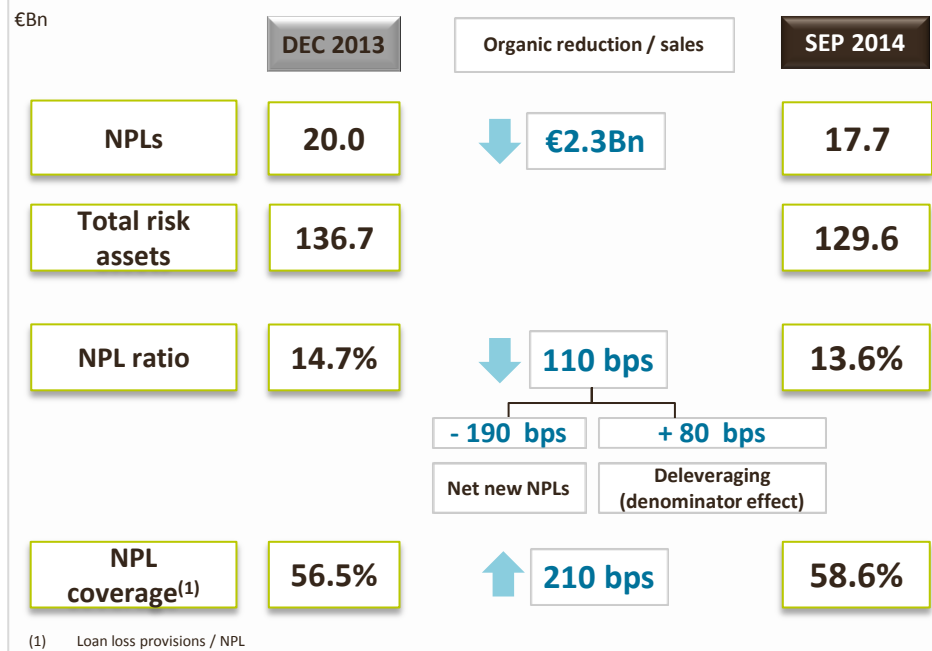 €Bn
DEC 2013
Organic reduction / sales
SEP 2014
NPLs
20.0
€2.3Bn
17.7
Total risk
assets
136.7
129.6
NPL ratio
14.7%
110 bps
13.6%
- 190 bps
+ 80 bps
Net new NPLs
Deleveraging
(denominator effect)
NPL
coverage(1)
56.5%
210 bps
58.6%
(1) Loan loss provisions / NPL